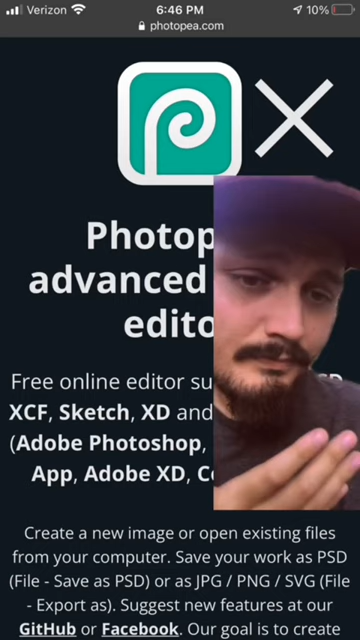 Verizon 6:46 PM 10%
photopea.com
Photop
advanced
edito
Free online editor su
XCF, Sketch, XD and
(Adobe Photoshop,
App, Adobe XD, C
Create a new image or open existing files
from your computer. Save your work as PSD
(File - Save as PSD) or as JPG / PNG / SVG (File
- Export as). Suggest new features at our
GitHub or Facebook. Our goal is to create